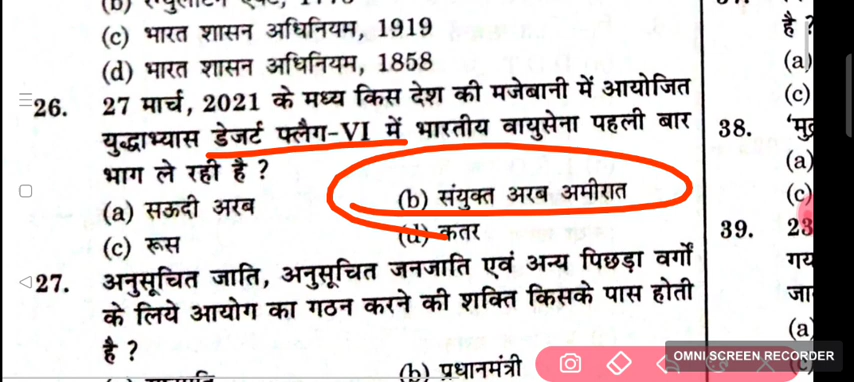 (c) भारत शासन अधिनियम, 1919
(d) भारत शासन अधिनियम, 1858
26. 27 मार्च, 2021 के मध्य किस देश की मजेबानी में आयोजित
युद्धाभ्यास डेजर्ट फ्लैग-VI में भारतीय वायुसेना पहली बार
भाग ले रही है ?
(a) सऊदी अरब (b) संयुक्त अरब अमीरात
(c) रूस (d) कतर
27. अनुसूचित जाति, अनुसूचित जनजाति एवं अन्य पिछड़ा वर्गों
के लिये आयोग का गठन करने की शक्ति किसके पास होती
है ?
(b) प्रधानमंत्री
है ?
(a)
(c)
38.
(a)
(c)
39. 23
(a)
(c)
OMNI SCREEN RECORDER